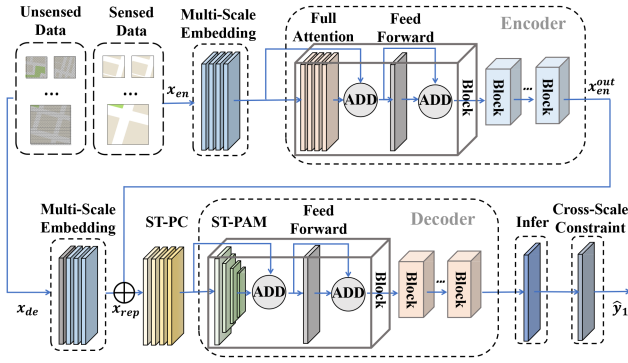 Unsensed
Data
Sensed
Data
...
...
x_en
Multi-Scale
Embedding
Full
Attention
Feed
Forward
Encoder
ADD
ADD
Block
Block
...
Block
x_en^out
x_de
Multi-Scale
Embedding
x_rep
ST-PC
ST-PAM
Feed
Forward
Decoder
ADD
ADD
Block
Block
...
Block
Infer
Cross-Scale
Constraint
ŷ_1